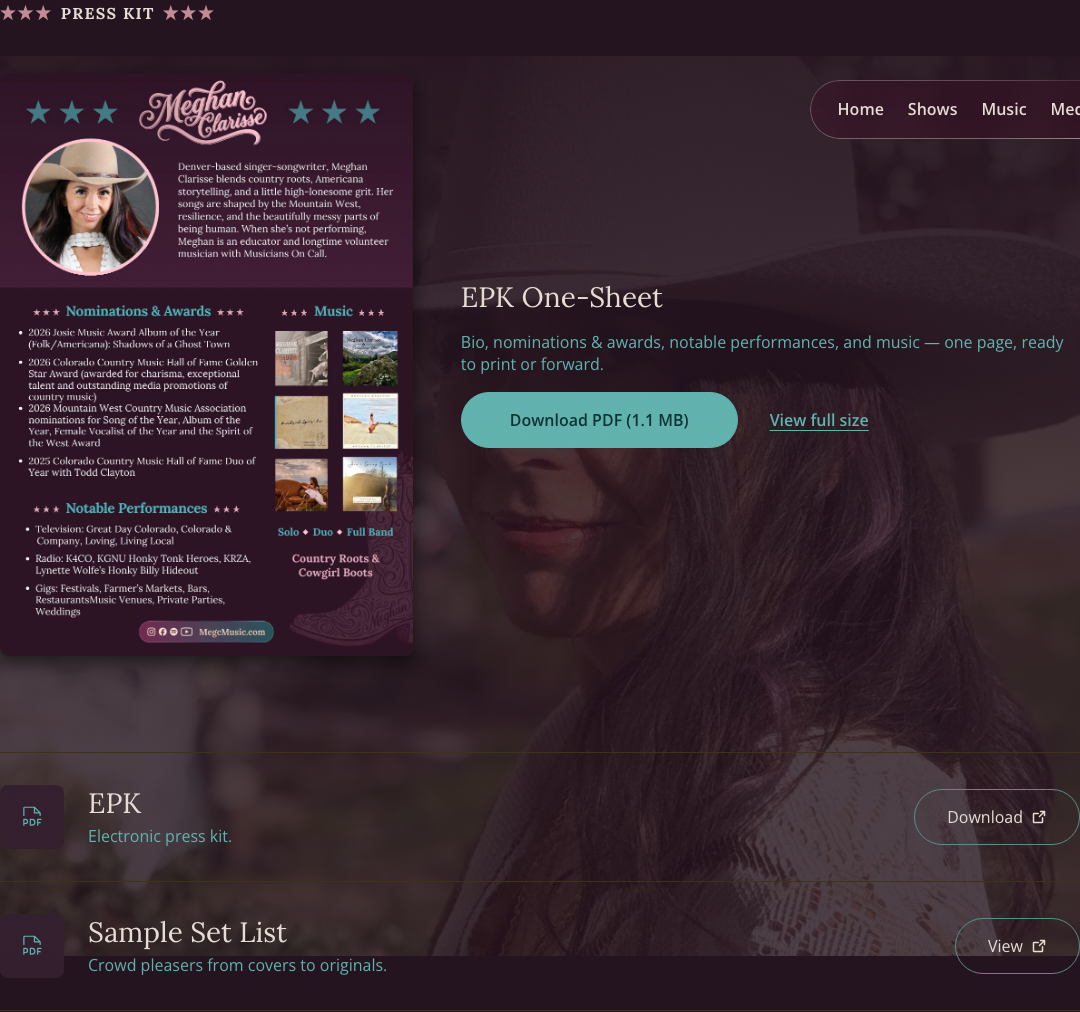 PRESS KIT
Home Shows Music
Meghan
Clarisse
Denver-based singer-songwriter, Meghan
Clarisse blends country roots, Americana
storytelling, and a little high-lonesome grit. Her
songs are shaped by the Mountain West,
resilience, and the beautifully messy parts of
being human. When she's not performing,
Meghan is an educator and longtime volunteer
musician with Musicians On Call.
Nominations & Awards
• 2026 Josie Music Award Album of the Year
(Folk/Americana): Shadows of a Ghost Town
• 2026 Colorado Country Music Hall of Fame Golden
Star Award (awarded for charisma, exceptional
talent and outstanding media promotions of
country music)
• 2026 Mountain West Country Music Association
nominations for Song of the Year, Album of the
Year, Female Vocalist of the Year and the Spirit of
the West Award
• 2025 Colorado Country Music Hall of Fame Duo of
Year with Todd Clayton
Notable Performances
• Television: Great Day Colorado, Colorado &
Company, Loving, Living Local
• Radio: K4CO, KGNU Honky Tonk Heroes, KRZA,
Lynette Wolfe's Honky Billy Hideout
• Gigs: Festivals, Farmer's Markets, Bars,
RestaurantsMusic Venues, Private Parties,
Weddings
Music
Solo ♦ Duo ♦ Full Band
Country Roots &
Cowgirl Boots
MegcMusic.com
EPK One-Sheet
Bio, nominations & awards, notable performances, and music — one page, ready
to print or forward.
Download PDF (1.1 MB) View full size
PDF
EPK
Electronic press kit.
Download
PDF
Sample Set List
Crowd pleasers from covers to originals.
View